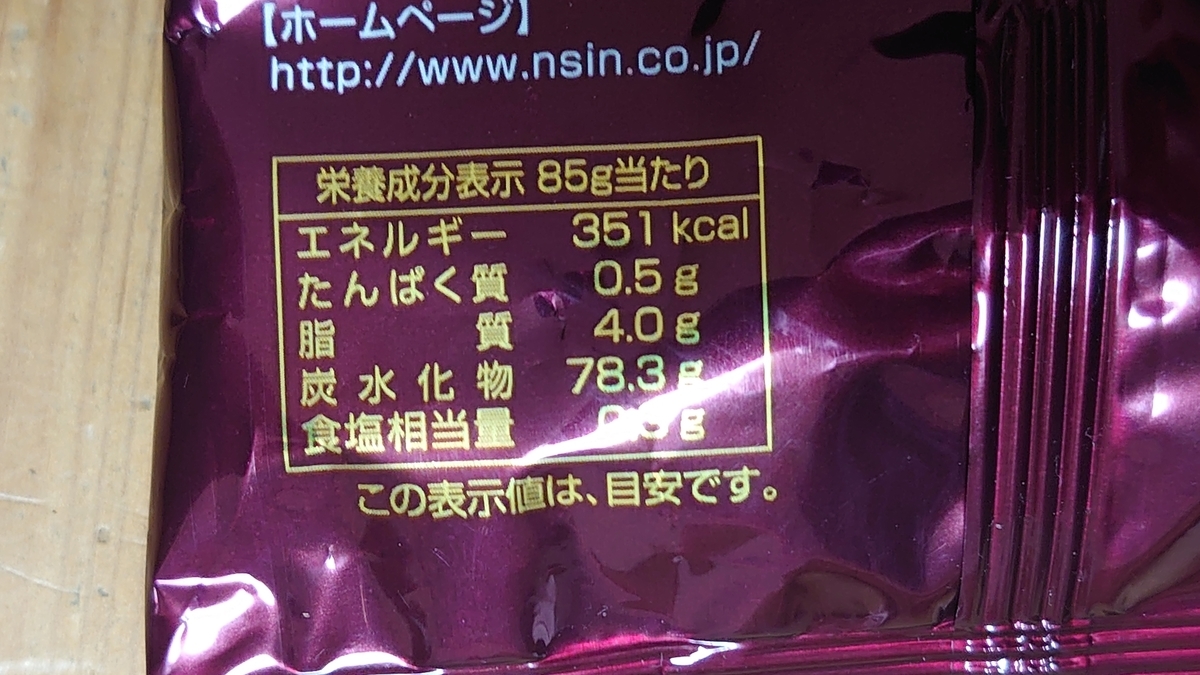 【ホームページ】
http://www.nsin.co.jp/
栄養成分表示 85g当たり
エネルギー 351 kcal
たんぱく質 0.5 g
脂質 4.0 g
炭水化物 78.3 g
食塩相当量
この表示値は、目安です。